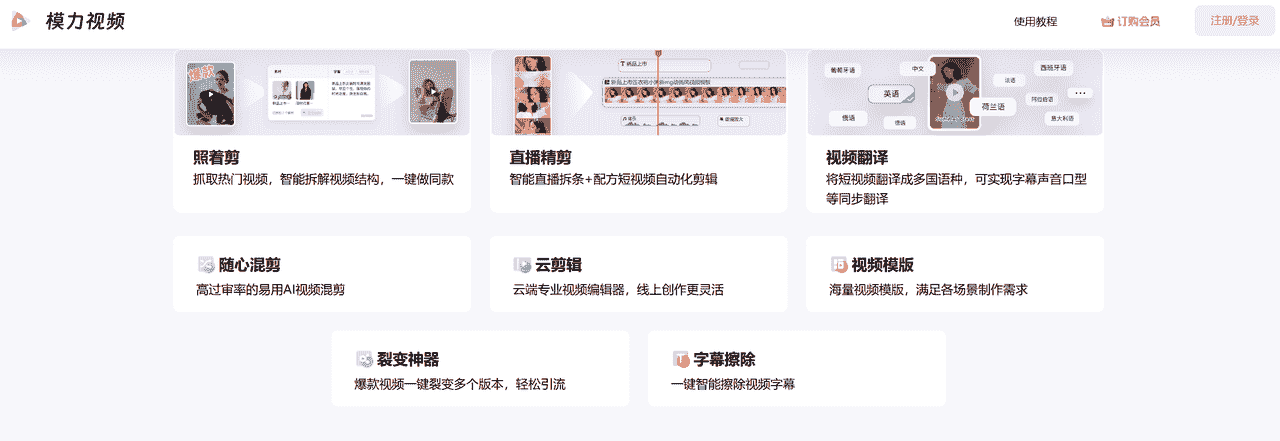 模力视频
使用教程
订购会员
注册/登录
爆款
新品上市
葡萄牙语
中文
法语
西班牙语
英语
荷兰语
阿拉伯语
...
俄语
德语
意大利语
照着剪
抓取热门视频，智能拆解视频结构，一键做同款
直播精剪
智能直播拆条+配方短视频自动化剪辑
视频翻译
将短视频翻译成多国语种，可实现字幕声音口型
等同步翻译
随心混剪
高过审率的易用AI视频混剪
云剪辑
云端专业视频编辑器，线上创作更灵活
视频模版
海量视频模版，满足各场景制作需求
裂变神器
爆款视频一键裂变多个版本，轻松引流
字幕擦除
一键智能擦除视频字幕